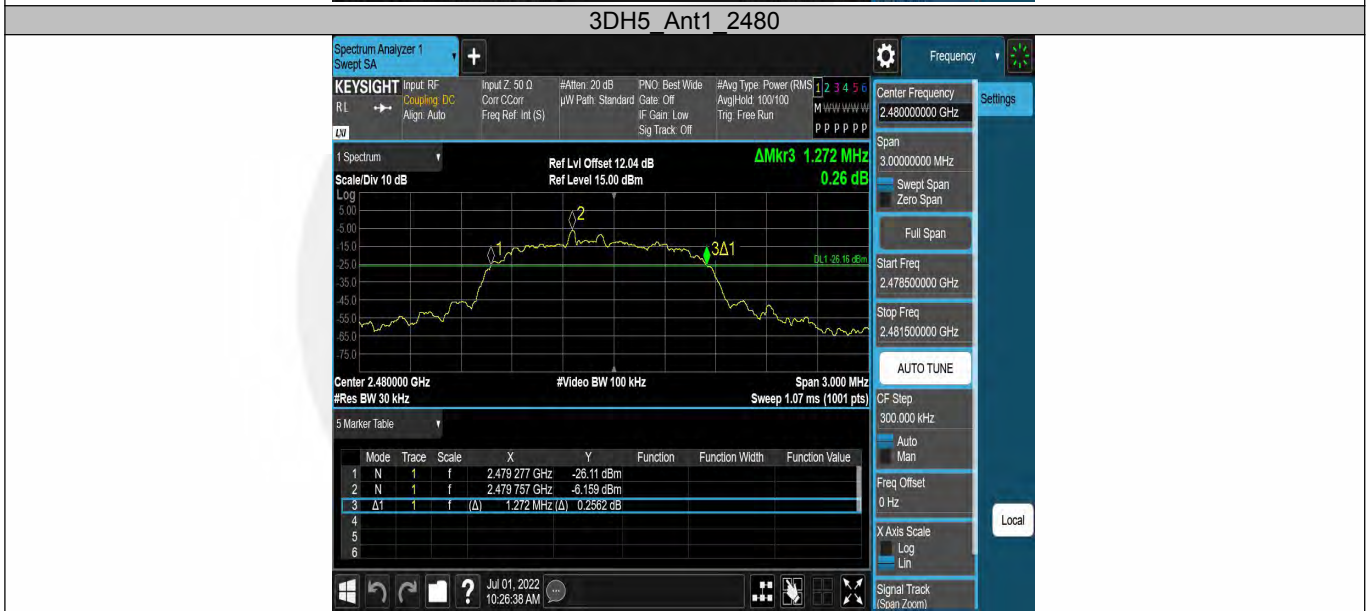 3DH5_Ant1_2480
Spectrum Analyzer 1
Swept SA
+
Frequency
KEYSIGHT
RL
LXI
Input: RF
Coupling: DC
Align: Auto
Input Z: 50 Ω
Corr CCorr
Freq Ref: Int (S)
#Atten: 20 dB
µW Path: Standard
PNO: Best Wide
Gate: Off
IF Gain: Low
Sig Track: Off
#Avg Type: Power (RMS
Avg|Hold: 100/100
Trig: Free Run
1 2 3 4 5 6
M W W W W W
P P P P P P
Center Frequency
2.480000000 GHz
Settings
Span
3.00000000 MHz
Swept Span
Zero Span
Full Span
Start Freq
2.478500000 GHz
Stop Freq
2.481500000 GHz
AUTO TUNE
CF Step
300.000 kHz
Auto
Man
Freq Offset
0 Hz
X Axis Scale
Log
Lin
Signal Track
(Span Zoom)
Local
1 Spectrum
Scale/Div 10 dB
Ref Lvl Offset 12.04 dB
Ref Level 15.00 dBm
ΔMkr3 1.272 MHz
0.26 dB
Log
5.00
-5.00
-15.0
-25.0
-35.0
-45.0
-55.0
-65.0
-75.0
1
2
3Δ1
DL1 -26.16 dBm
Center 2.480000 GHz
#Res BW 30 kHz
#Video BW 100 kHz
Span 3.000 MHz
Sweep 1.07 ms (1001 pts)
5 Marker Table
Mode Trace Scale X Y Function Function Width Function Value
1 N 1 f 2.479 277 GHz -26.11 dBm
2 N 1 f 2.479 757 GHz -6.159 dBm
3 Δ1 1 f (Δ) 1.272 MHz (Δ) 0.2562 dB
4
5
6
?
Jul 01, 2022
10:26:38 AM